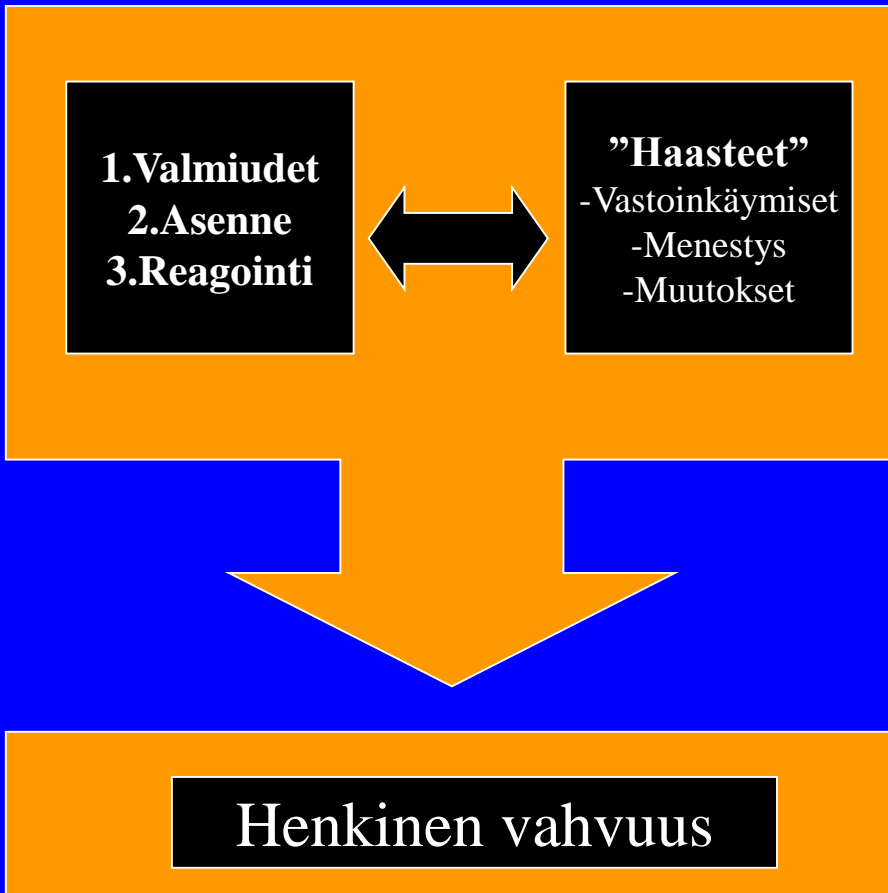 1.Valmiudet
2.Asenne
3.Reagointi
”Haasteet”
-Vastoinkäymiset
-Menestys
-Muutokset
Henkinen vahvuus